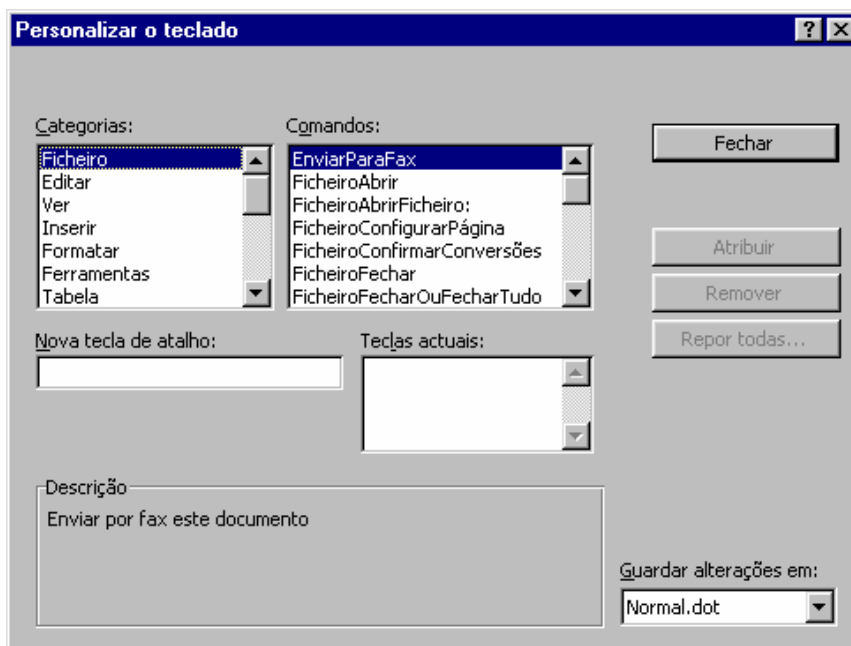 Personalizar o teclado
Categorias:
Ficheiro
Editar
Ver
Inserir
Formatar
Ferramentas
Tabela
Comandos:
EnviarParaFax
FicheiroAbrir
FicheiroAbrirFicheiro:
FicheiroConfigurarPágina
FicheiroConfirmarConversões
FicheiroFechar
FicheiroFecharOuFecharTudo
Fechar
Atribuir
Remover
Repor todas...
Nova tecla de atalho:
Teclas actuais:
Descrição
Enviar por fax este documento
Guardar alterações em:
Normal.dot